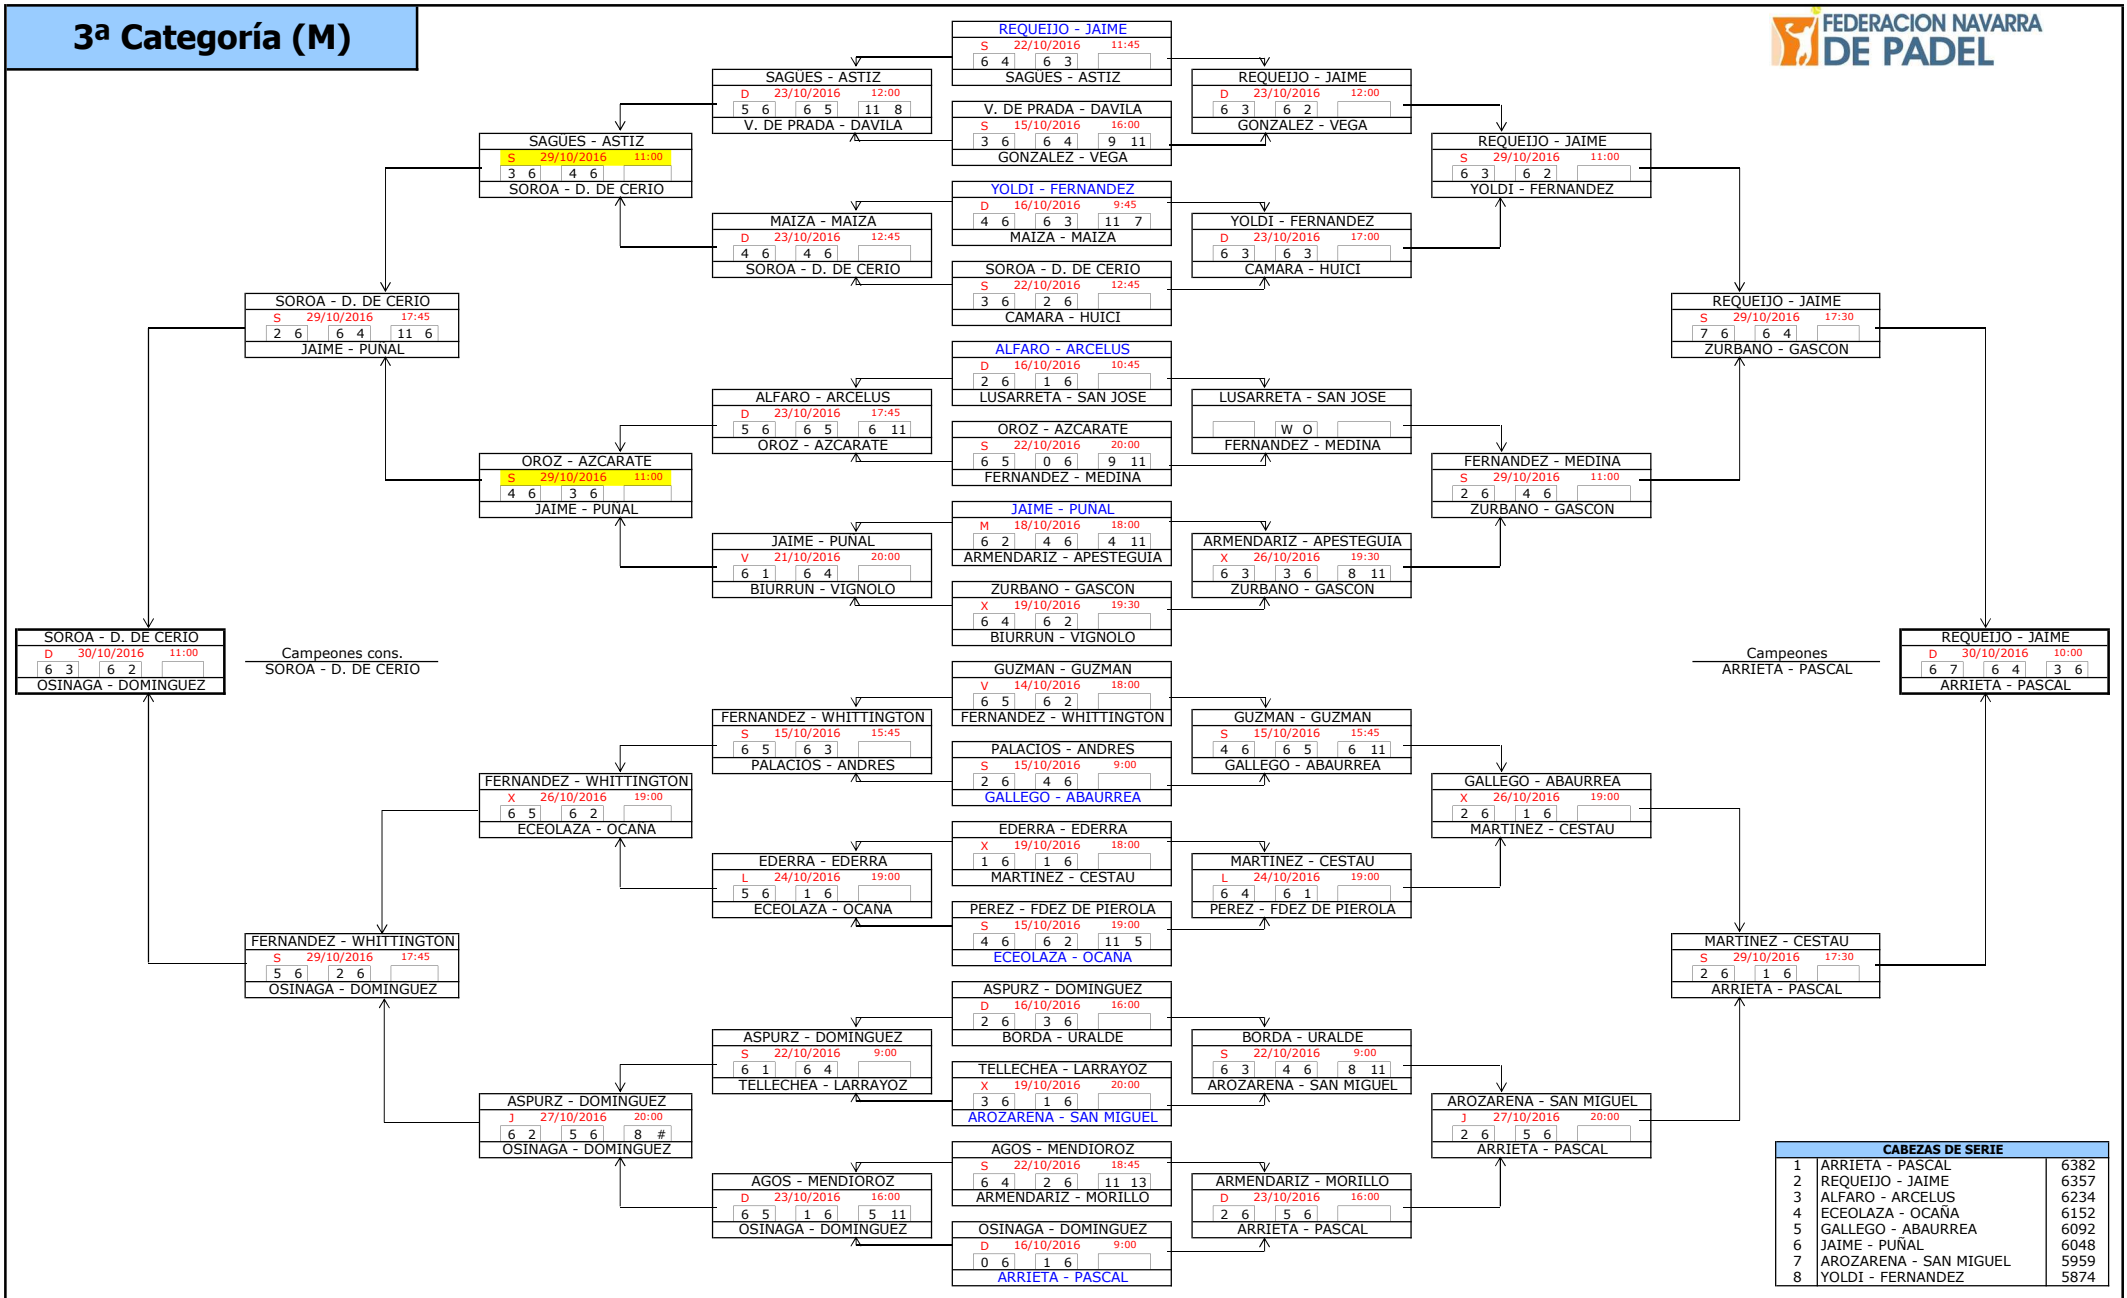 3ª Categoría (M)
FEDERACION NAVARRA
DE PADEL
SOROA - D. DE CERIO
D 30/10/2016 11:00
6 3 6 2
OSINAGA - DOMINGUEZ
Campeones cons.
SOROA - D. DE CERIO
SOROA - D. DE CERIO
S 29/10/2016 17:45
2 6 6 4 11 6
JAIME - PUÑAL
FERNANDEZ - WHITTINGTON
S 29/10/2016 17:45
5 6 2 6
OSINAGA - DOMINGUEZ
SAGÜES - ASTIZ
S 29/10/2016 11:00
3 6 4 6
SOROA - D. DE CERIO
OROZ - AZCARATE
S 29/10/2016 11:00
4 6 3 6
JAIME - PUÑAL
FERNANDEZ - WHITTINGTON
X 26/10/2016 19:00
6 5 6 2
ECEOLAZA - OCAÑA
ASPURZ - DOMINGUEZ
J 27/10/2016 20:00
6 2 5 6 8 #
OSINAGA - DOMINGUEZ
SAGÜES - ASTIZ
D 23/10/2016 12:00
5 6 6 5 11 8
V. DE PRADA - DAVILA
MAIZA - MAIZA
D 23/10/2016 12:45
4 6 4 6
SOROA - D. DE CERIO
ALFARO - ARCELUS
D 23/10/2016 17:45
5 6 6 5 6 11
OROZ - AZCARATE
JAIME - PUÑAL
V 21/10/2016 20:00
6 1 6 4
BIURRUN - VIGNOLO
FERNANDEZ - WHITTINGTON
S 15/10/2016 15:45
6 5 6 3
PALACIOS - ANDRES
EDERRA - EDERRA
L 24/10/2016 19:00
5 6 1 6
ECEOLAZA - OCAÑA
ASPURZ - DOMINGUEZ
S 22/10/2016 9:00
6 1 6 4
TELLECHEA - LARRAYOZ
AGOS - MENDIOROZ
D 23/10/2016 16:00
6 5 1 6 5 11
OSINAGA - DOMINGUEZ
REQUEIJO - JAIME
S 22/10/2016 11:45
6 4 6 3
SAGÜES - ASTIZ
V. DE PRADA - DAVILA
S 15/10/2016 16:00
3 6 6 4 9 11
GONZALEZ - VEGA
YOLDI - FERNANDEZ
D 16/10/2016 9:45
4 6 6 3 11 7
MAIZA - MAIZA
SOROA - D. DE CERIO
S 22/10/2016 12:45
3 6 2 6
CAMARA - HUICI
ALFARO - ARCELUS
D 16/10/2016 10:45
2 6 1 6
LUSARRETA - SAN JOSE
OROZ - AZCARATE
S 22/10/2016 20:00
6 5 0 6 9 11
FERNANDEZ - MEDINA
JAIME - PUÑAL
M 18/10/2016 18:00
6 2 4 6 4 11
ARMENDARIZ - APESTEGUIA
ZURBANO - GASCON
X 19/10/2016 19:30
6 4 6 2
BIURRUN - VIGNOLO
GUZMAN - GUZMAN
V 14/10/2016 18:00
6 5 6 2
FERNANDEZ - WHITTINGTON
PALACIOS - ANDRES
S 15/10/2016 9:00
2 6 4 6
GALLEGO - ABAURREA
EDERRA - EDERRA
X 19/10/2016 18:00
1 6 1 6
MARTINEZ - CESTAU
PEREZ - FDEZ DE PIEROLA
S 15/10/2016 19:00
4 6 6 2 11 5
ECEOLAZA - OCAÑA
ASPURZ - DOMINGUEZ
D 16/10/2016 16:00
2 6 3 6
BORDA - URALDE
TELLECHEA - LARRAYOZ
X 19/10/2016 20:00
3 6 1 6
AROZARENA - SAN MIGUEL
AGOS - MENDIOROZ
S 22/10/2016 18:45
6 4 2 6 11 13
ARMENDARIZ - MORILLO
OSINAGA - DOMINGUEZ
D 16/10/2016 9:00
0 6 1 6
ARRIETA - PASCAL
REQUEIJO - JAIME
D 23/10/2016 12:00
6 3 6 2
GONZALEZ - VEGA
YOLDI - FERNANDEZ
D 23/10/2016 17:00
6 3 6 3
CAMARA - HUICI
LUSARRETA - SAN JOSE
W O
FERNANDEZ - MEDINA
ARMENDARIZ - APESTEGUIA
X 26/10/2016 19:30
6 3 3 6 8 11
ZURBANO - GASCON
GUZMAN - GUZMAN
S 15/10/2016 15:45
4 6 6 5 6 11
GALLEGO - ABAURREA
MARTINEZ - CESTAU
L 24/10/2016 19:00
6 4 6 1
PEREZ - FDEZ DE PIEROLA
BORDA - URALDE
S 22/10/2016 9:00
6 3 4 6 8 11
AROZARENA - SAN MIGUEL
ARMENDARIZ - MORILLO
D 23/10/2016 16:00
2 6 5 6
ARRIETA - PASCAL
REQUEIJO - JAIME
S 29/10/2016 11:00
6 3 6 2
YOLDI - FERNANDEZ
FERNANDEZ - MEDINA
S 29/10/2016 11:00
2 6 4 6
ZURBANO - GASCON
GALLEGO - ABAURREA
X 26/10/2016 19:00
2 6 1 6
MARTINEZ - CESTAU
AROZARENA - SAN MIGUEL
J 27/10/2016 20:00
2 6 5 6
ARRIETA - PASCAL
REQUEIJO - JAIME
S 29/10/2016 17:30
7 6 6 4
ZURBANO - GASCON
MARTINEZ - CESTAU
S 29/10/2016 17:30
2 6 1 6
ARRIETA - PASCAL
Campeones
ARRIETA - PASCAL
REQUEIJO - JAIME
D 30/10/2016 10:00
6 7 6 4 3 6
ARRIETA - PASCAL
CABEZAS DE SERIE
1 ARRIETA - PASCAL 6382
2 REQUEIJO - JAIME 6357
3 ALFARO - ARCELUS 6234
4 ECEOLAZA - OCAÑA 6152
5 GALLEGO - ABAURREA 6092
6 JAIME - PUÑAL 6048
7 AROZARENA - SAN MIGUEL 5959
8 YOLDI - FERNANDEZ 5874